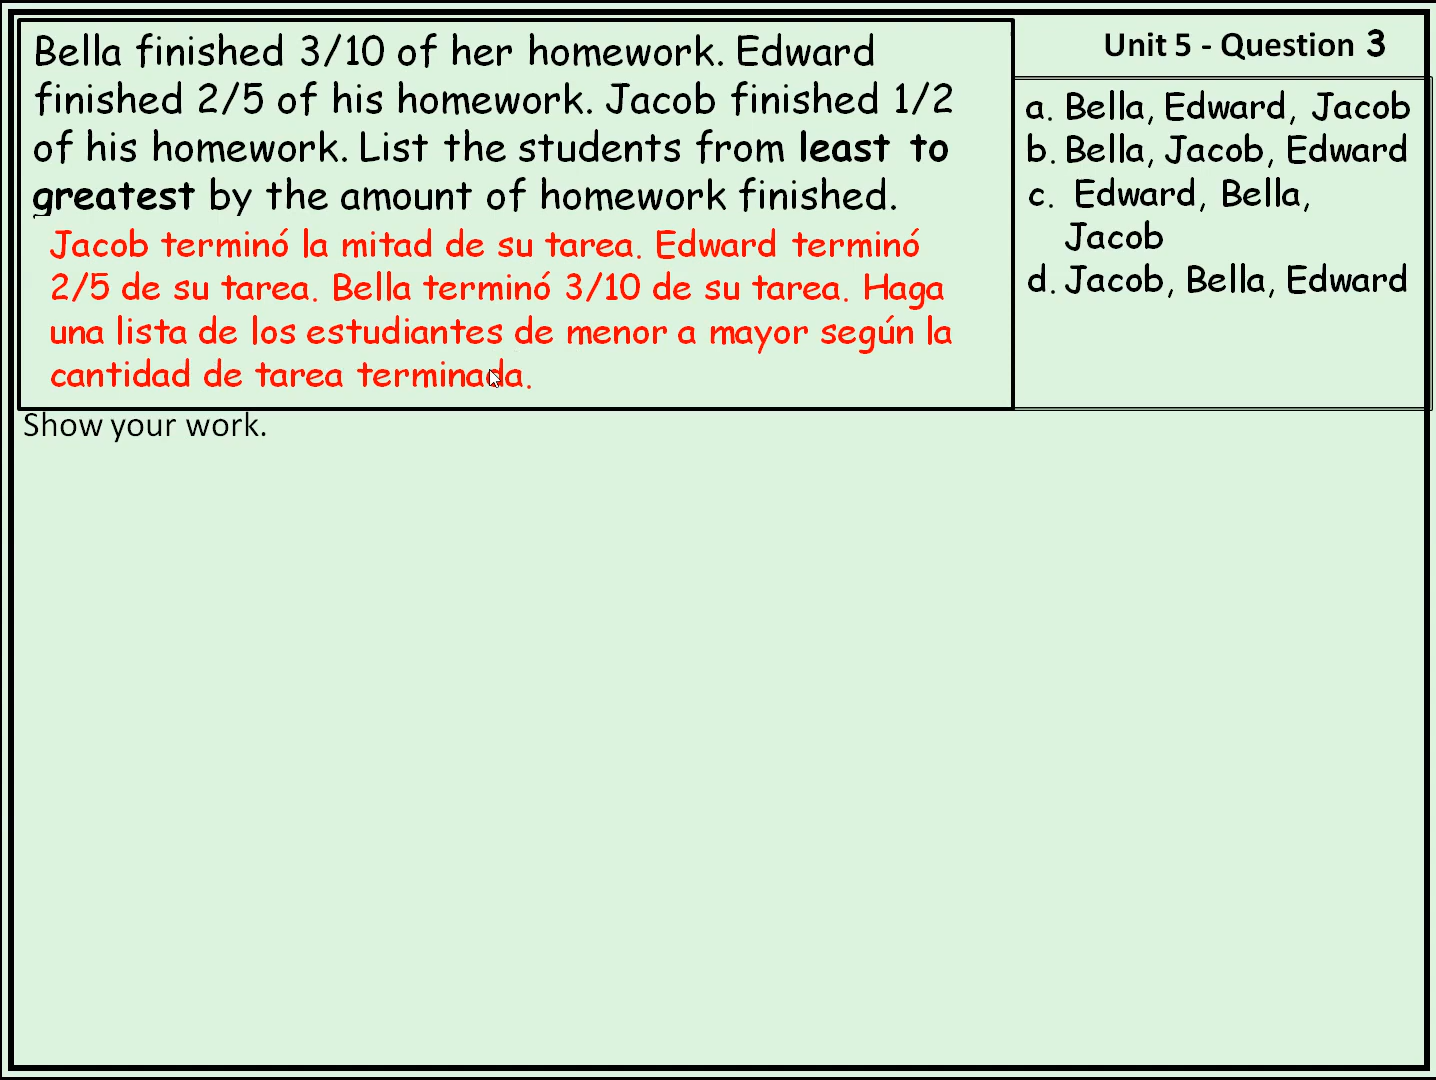 Bella finished 3/10 of her homework. Edward
finished 2/5 of his homework. Jacob finished 1/2
of his homework. List the students from least to
greatest by the amount of homework finished.
Jacob terminó la mitad de su tarea. Edward terminó
2/5 de su tarea. Bella terminó 3/10 de su tarea. Haga
una lista de los estudiantes de menor a mayor según la
cantidad de tarea terminada.
Unit 5 - Question 3
a. Bella, Edward, Jacob
b. Bella, Jacob, Edward
c. Edward, Bella,
Jacob
d. Jacob, Bella, Edward
Show your work.